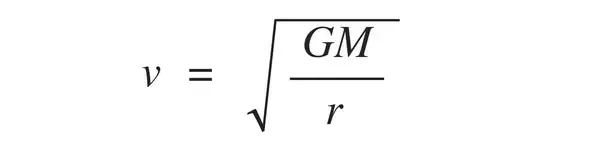 v = √(GM/r)